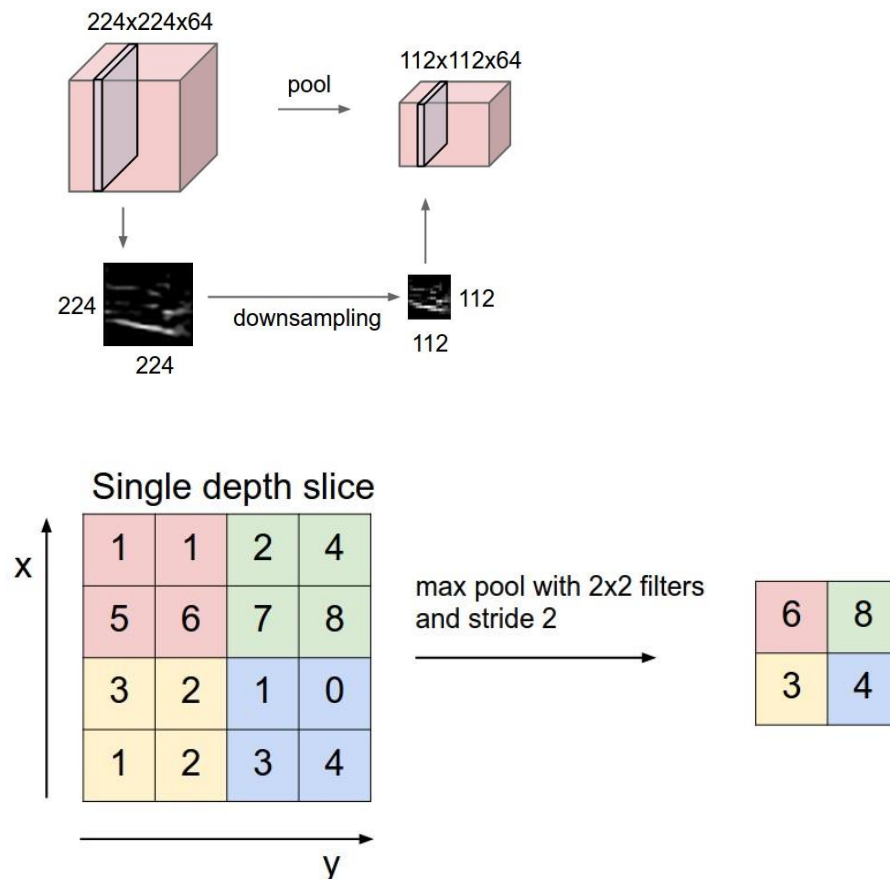 224x224x64
112x112x64
pool
224
downsampling
112
224
112
Single depth slice
x
1 1 2 4
5 6 7 8
3 2 1 0
1 2 3 4
y
max pool with 2x2 filters
and stride 2
6 8
3 4